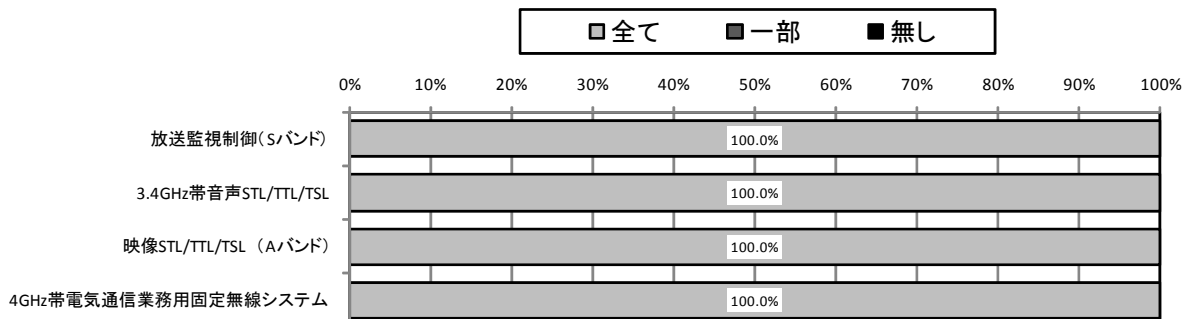 全て 一部 無し
0% 10% 20% 30% 40% 50% 60% 70% 80% 90% 100%
放送監視制御(Sバンド) 100.0%
3.4GHz帯音声STL/TTL/TSL 100.0%
映像STL/TTL/TSL (Aバンド) 100.0%
4GHz帯電気通信業務用固定無線システム 100.0%